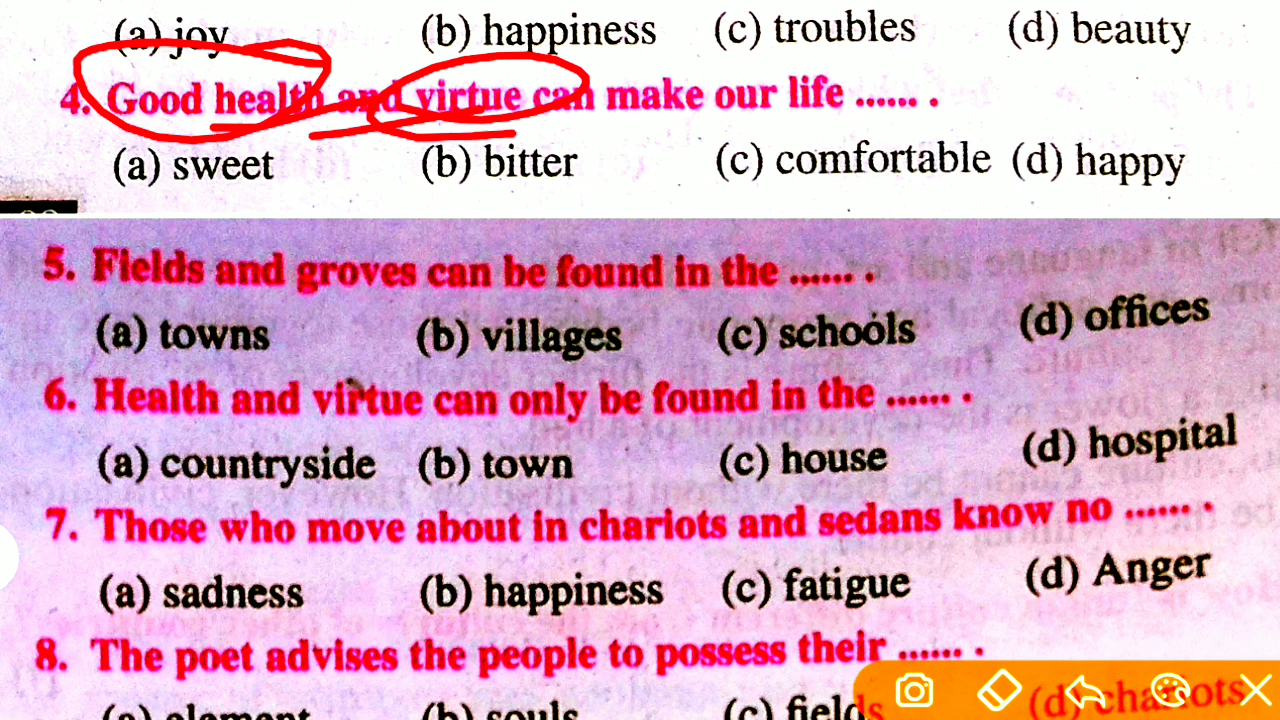 (a) joy (b) happiness (c) troubles (d) beauty
4. Good health and virtue can make our life ...... .
(a) sweet (b) bitter (c) comfortable (d) happy
5. Fields and groves can be found in the ...... .
(a) towns (b) villages (c) schools (d) offices
6. Health and virtue can only be found in the ...... .
(a) countryside (b) town (c) house (d) hospital
7. Those who move about in chariots and sedans know no ...... .
(a) sadness (b) happiness (c) fatigue (d) Anger
8. The poet advises the people to possess their ...... .
(a) element (b) souls (c) fields (d) chariots